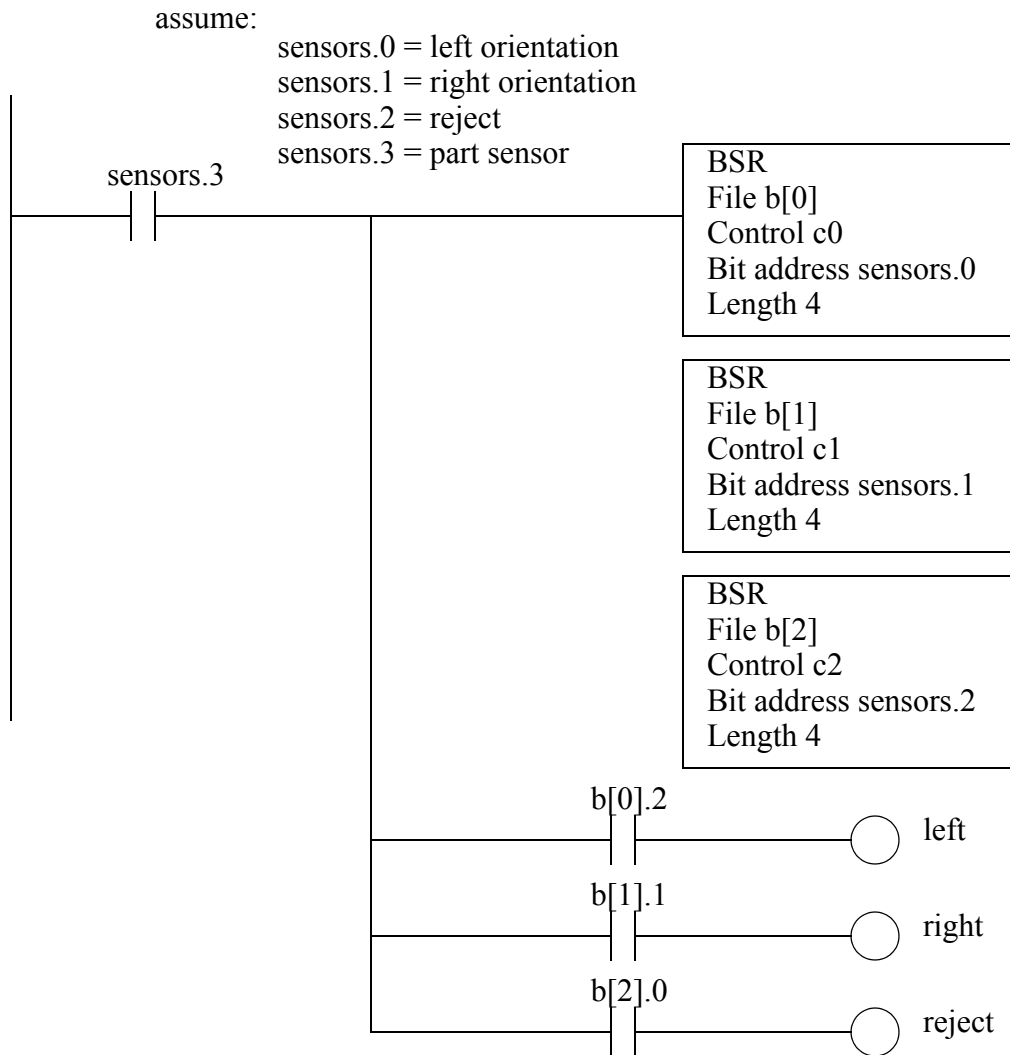 assume:
sensors.0 = left orientation
sensors.1 = right orientation
sensors.2 = reject
sensors.3 = part sensor
sensors.3
BSR
File b[0]
Control c0
Bit address sensors.0
Length 4
BSR
File b[1]
Control c1
Bit address sensors.1
Length 4
BSR
File b[2]
Control c2
Bit address sensors.2
Length 4
b[0].2
left
b[1].1
right
b[2].0
reject